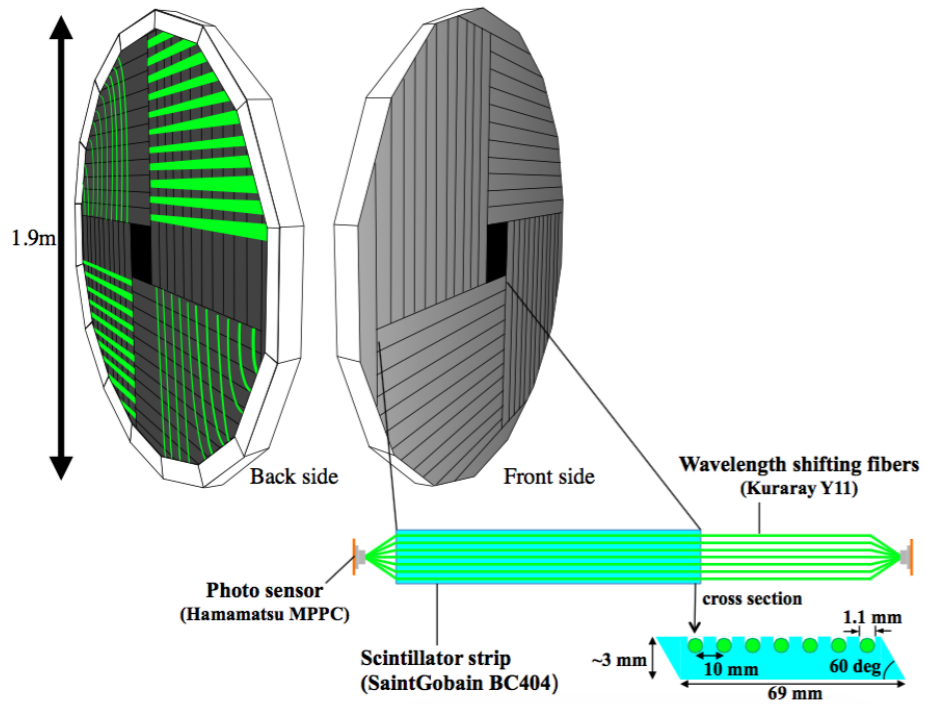 1.9m
Back side
Front side
Wavelength shifting fibers
(Kuraray Y11)
Photo sensor
(Hamamatsu MPPC)
cross section
1.1 mm
Scintillator strip
(SaintGobain BC404)
~3 mm
10 mm
60 deg
69 mm